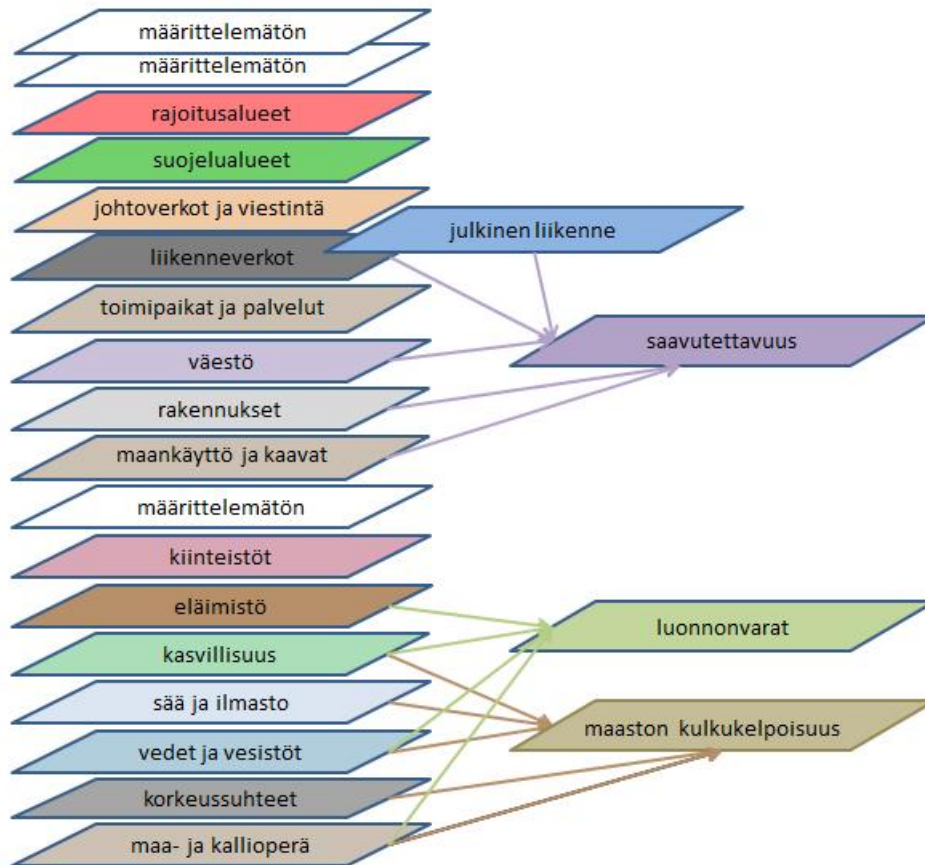 määrittelemätön
määrittelemätön
rajoitusalueet
suojelualueet
johtoverkot ja viestintä
julkinen liikenne
liikenneverkot
toimipaikat ja palvelut
saavutettavuus
väestö
rakennukset
maankäyttö ja kaavat
määrittelemätön
kiinteistöt
eläimistö
luonnonvarat
kasvillisuus
sää ja ilmasto
maaston kulkukelpoisuus
vedet ja vesistöt
korkeussuhteet
maa- ja kallioperä